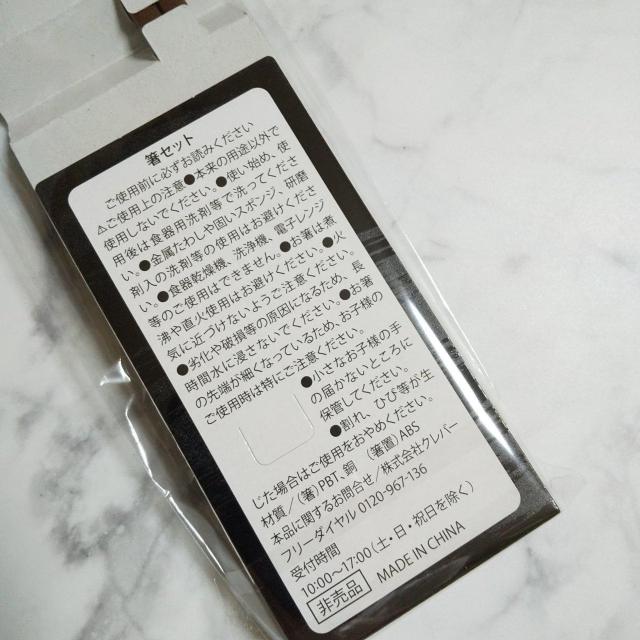 箸セット
ご使用前に必ずお読みください
⚠ご使用上の注意●本来の用途以外で
使用しないでください。●使い始め、使
用後は食器用洗剤等で洗ってくださ
い。●金属たわしや固いスポンジ、研磨
剤入の洗剤等の使用はお避けくださ
い。●食器乾燥機、洗浄機、電子レンジ
等のご使用はできません。●お箸は煮
沸や直火使用はお避けください。●火
気に近づけないようご注意ください。
●劣化や破損等の原因になるため、長
時間水に浸さないでください。●お箸
の先端が細くなっているため、お子様の
ご使用時は特にご注意ください。
●小さなお子様の手
の届かないところに
保管してください。
●割れ、ひび等が生
じた場合はご使用をおやめください。
材質/(箸)PBT、銅 (箸置)ABS
本品に関するお問合せ/株式会社クレバー
フリーダイヤル 0120-967-136
受付時間
10:00～17:00(土・日・祝日を除く)
非売品 MADE IN CHINA